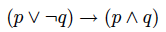 (p ∨ ¬q) → (p ∧ q)